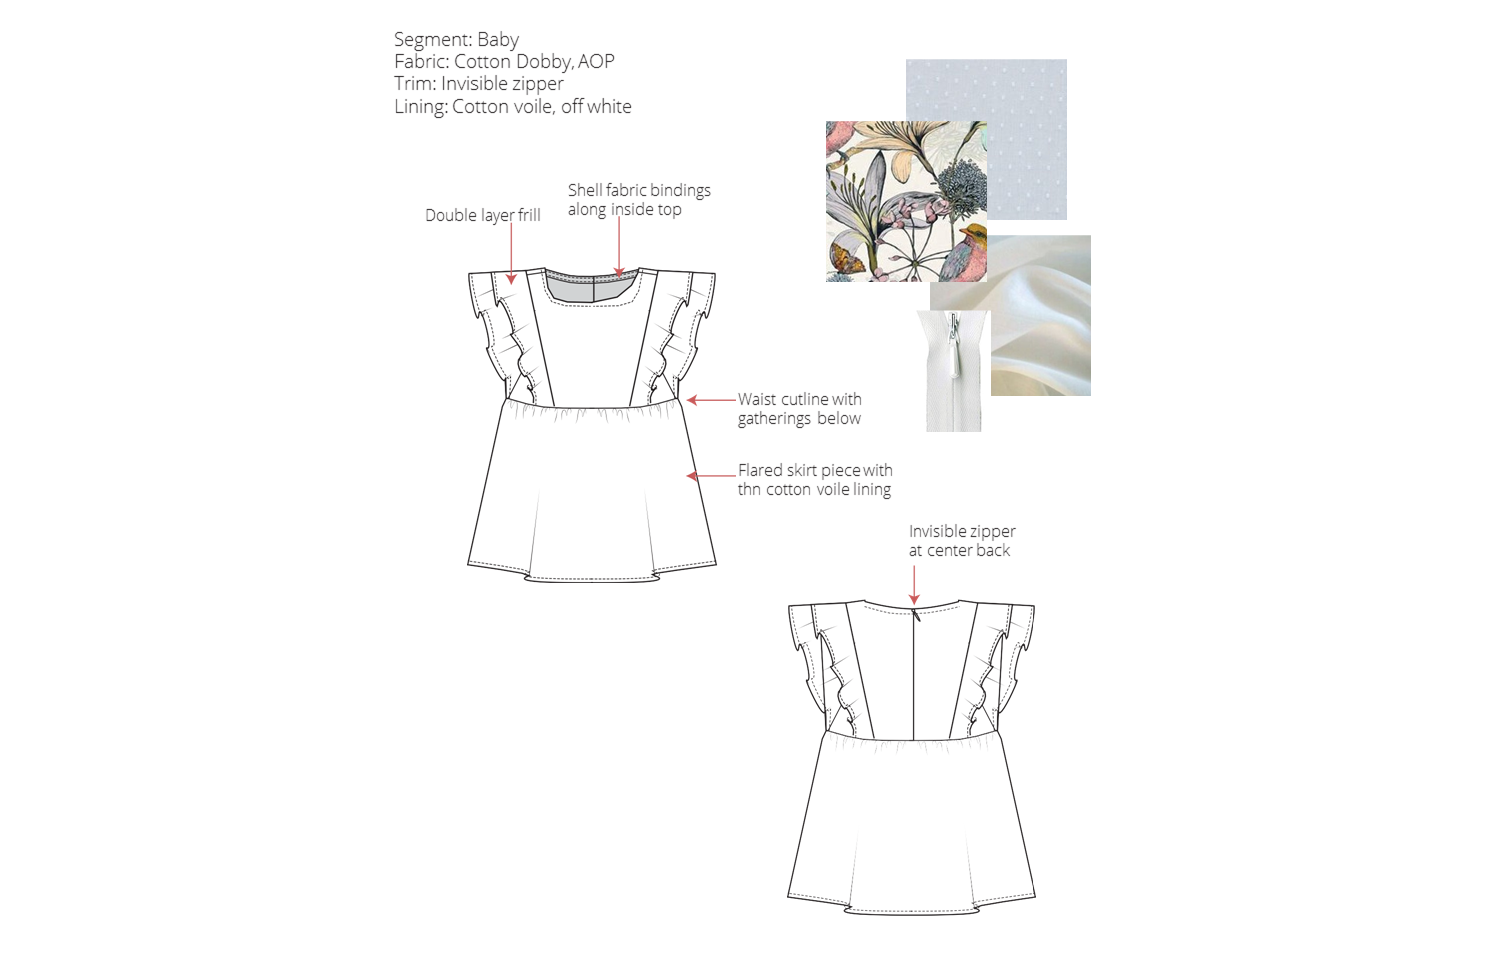 Segment: Baby
Fabric: Cotton Dobby, AOP
Trim: Invisible zipper
Lining: Cotton voile, off white
Shell fabric bindings
along inside top
Double layer frill
Waist cutline with
gatherings below
Flared skirt piece with
thn cotton voile lining
Invisible zipper
at center back